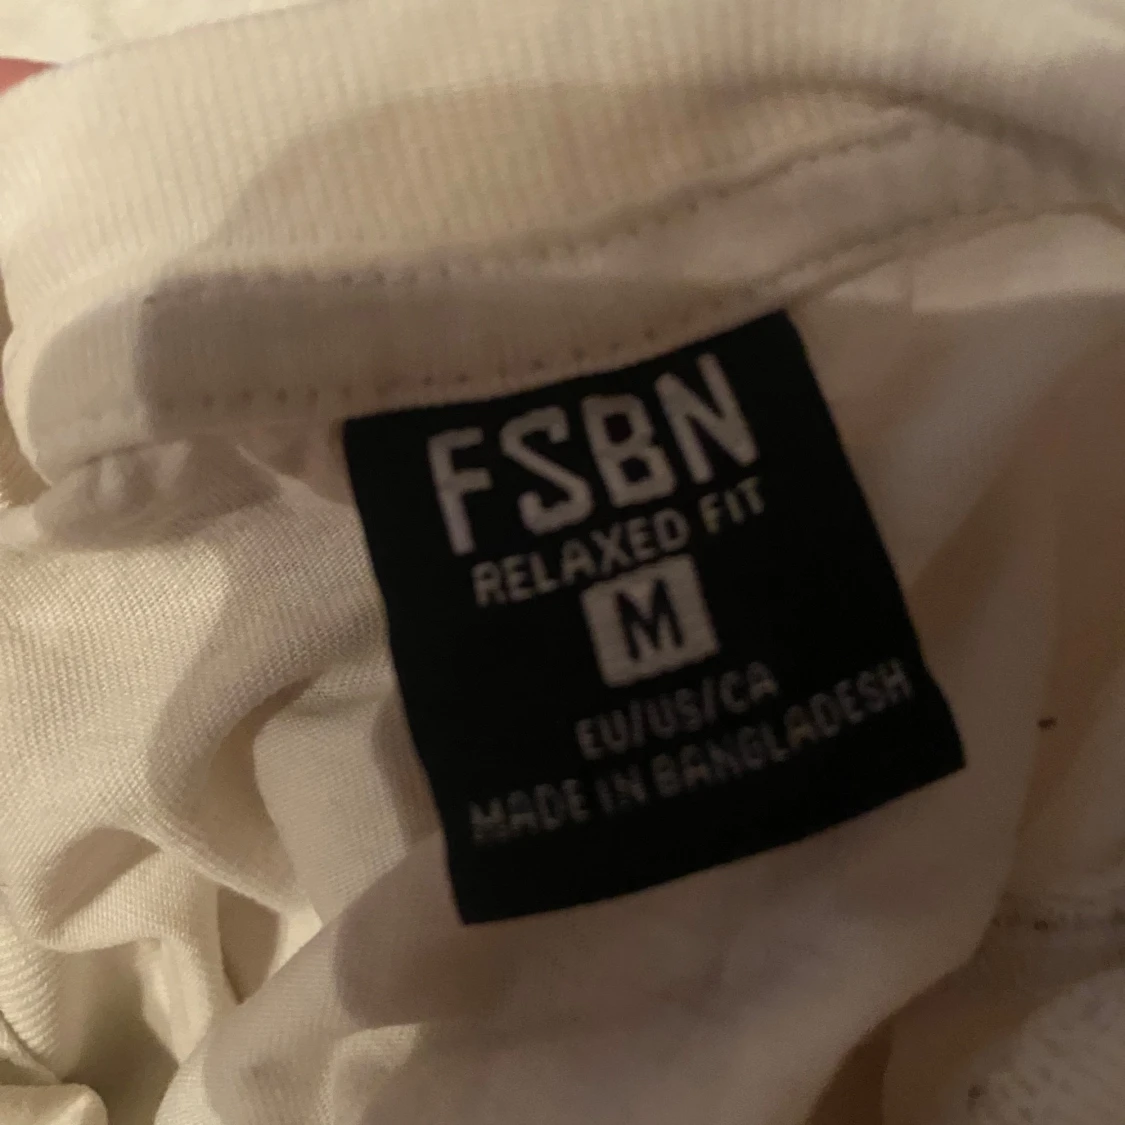 FSBN
RELAXED FIT
M
EU/US/CA
MADE IN BANGLADESH